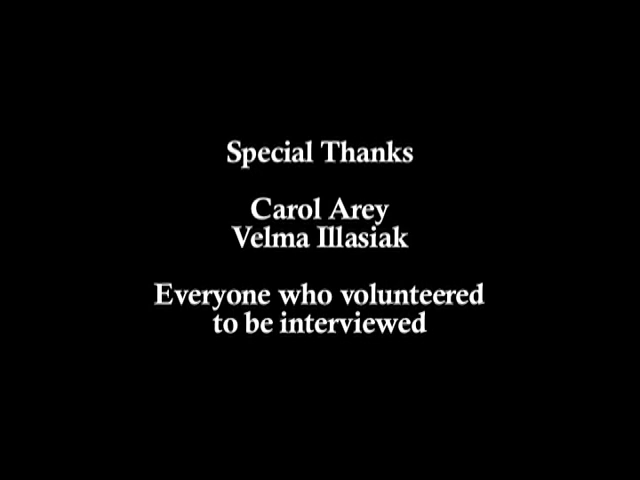 Special Thanks
Carol Arey
Velma Illasiak
Everyone who volunteered
to be interviewed